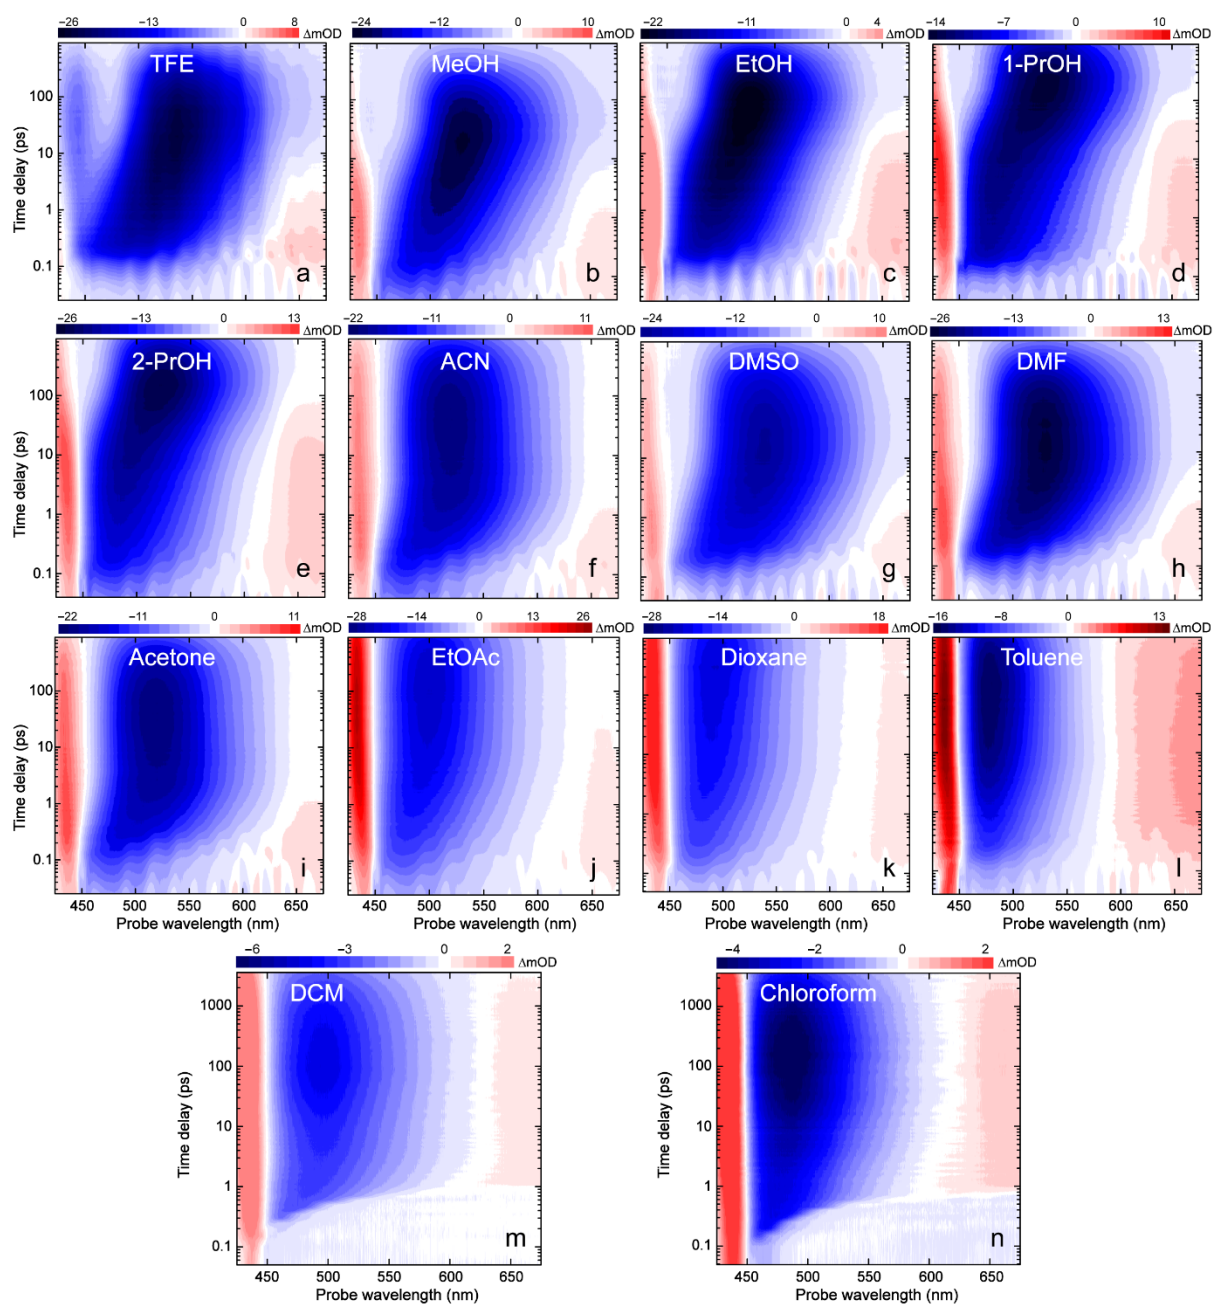 −26 −13 0 8 ΔmOD
−24 −12 0 10 ΔmOD
−22 −11 0 4 ΔmOD
−14 −7 0 10 ΔmOD
TFE
MeOH
EtOH
1-PrOH
Time delay (ps)
100
10
1
0.1
a
b
c
d
−26 −13 0 13 ΔmOD
−22 −11 0 11 ΔmOD
−24 −12 0 10 ΔmOD
−26 −13 0 13 ΔmOD
2-PrOH
ACN
DMSO
DMF
Time delay (ps)
100
10
1
0.1
e
f
g
h
−22 −11 0 11 ΔmOD
−28 −14 0 13 26 ΔmOD
−28 −14 0 18 ΔmOD
−16 −8 0 13 ΔmOD
Acetone
EtOAc
Dioxane
Toluene
Time delay (ps)
100
10
1
0.1
i
j
k
l
450 500 550 600 650
450 500 550 600 650
450 500 550 600 650
450 500 550 600 650
Probe wavelength (nm)
Probe wavelength (nm)
Probe wavelength (nm)
Probe wavelength (nm)
−6 −3 0 2 ΔmOD
−4 −2 0 2 ΔmOD
DCM
Chloroform
Time delay (ps)
1000
100
10
1
0.1
Time delay (ps)
1000
100
10
1
0.1
m
n
450 500 550 600 650
450 500 550 600 650
Probe wavelength (nm)
Probe wavelength (nm)